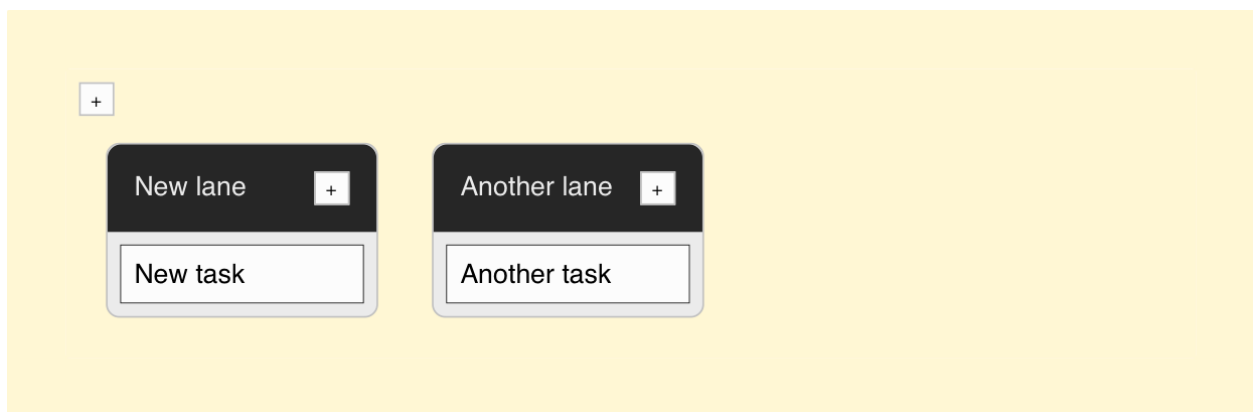 +
New lane +
Another lane +
New task
Another task